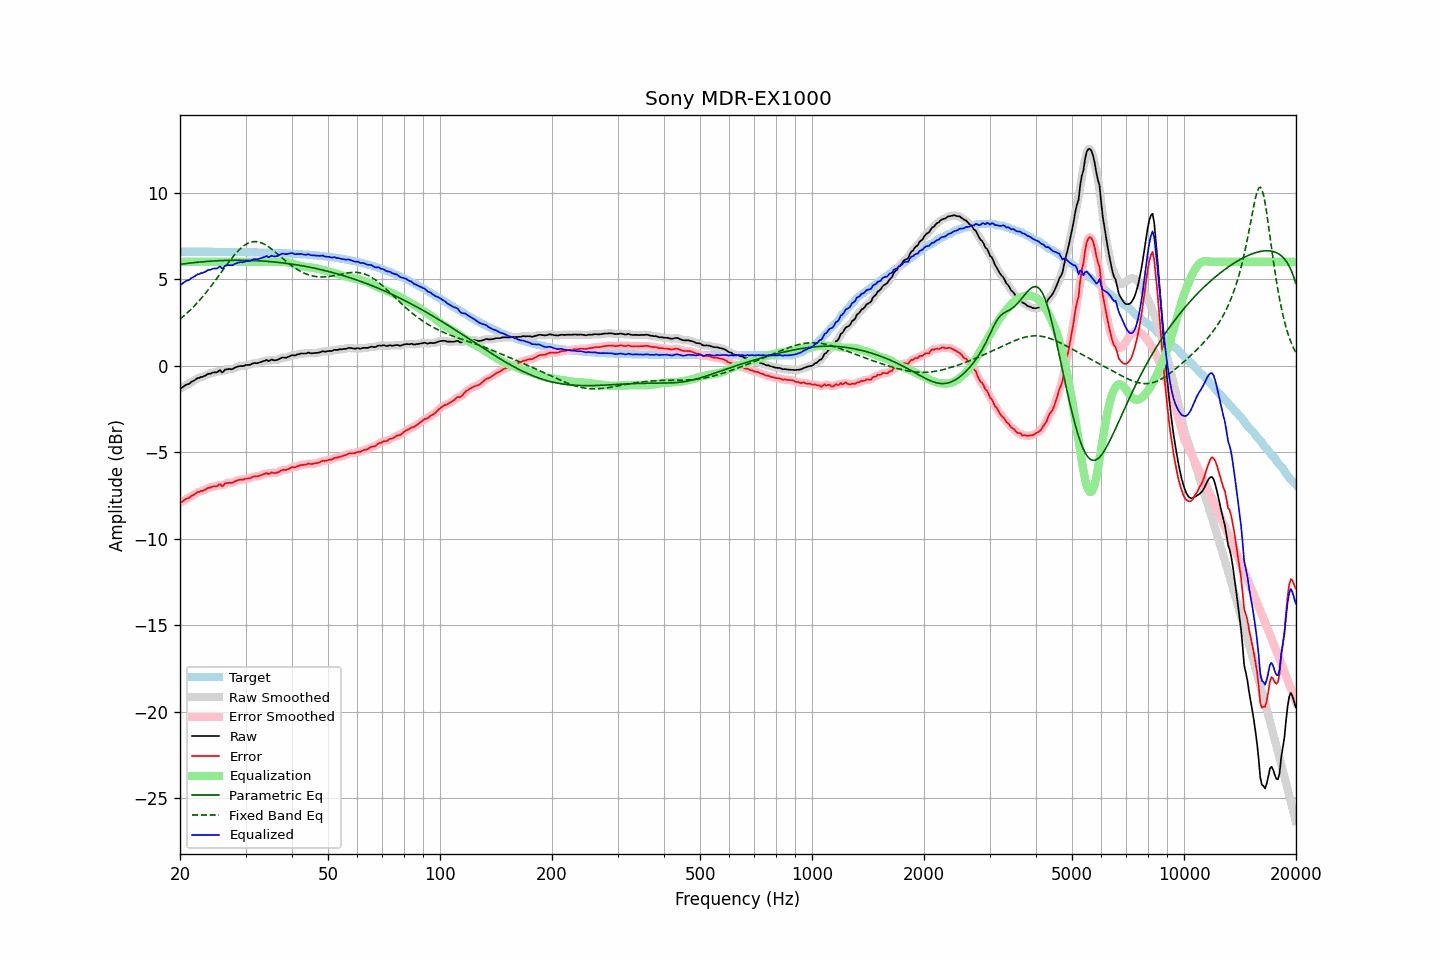 Sony MDR-EX1000
Amplitude (dBr)
10
5
0
−5
−10
−15
−20
−25
Target
Raw Smoothed
Error Smoothed
Raw
Error
Equalization
Parametric Eq
Fixed Band Eq
Equalized
20 50 100 200 500 1000 2000 5000 10000 20000
Frequency (Hz)